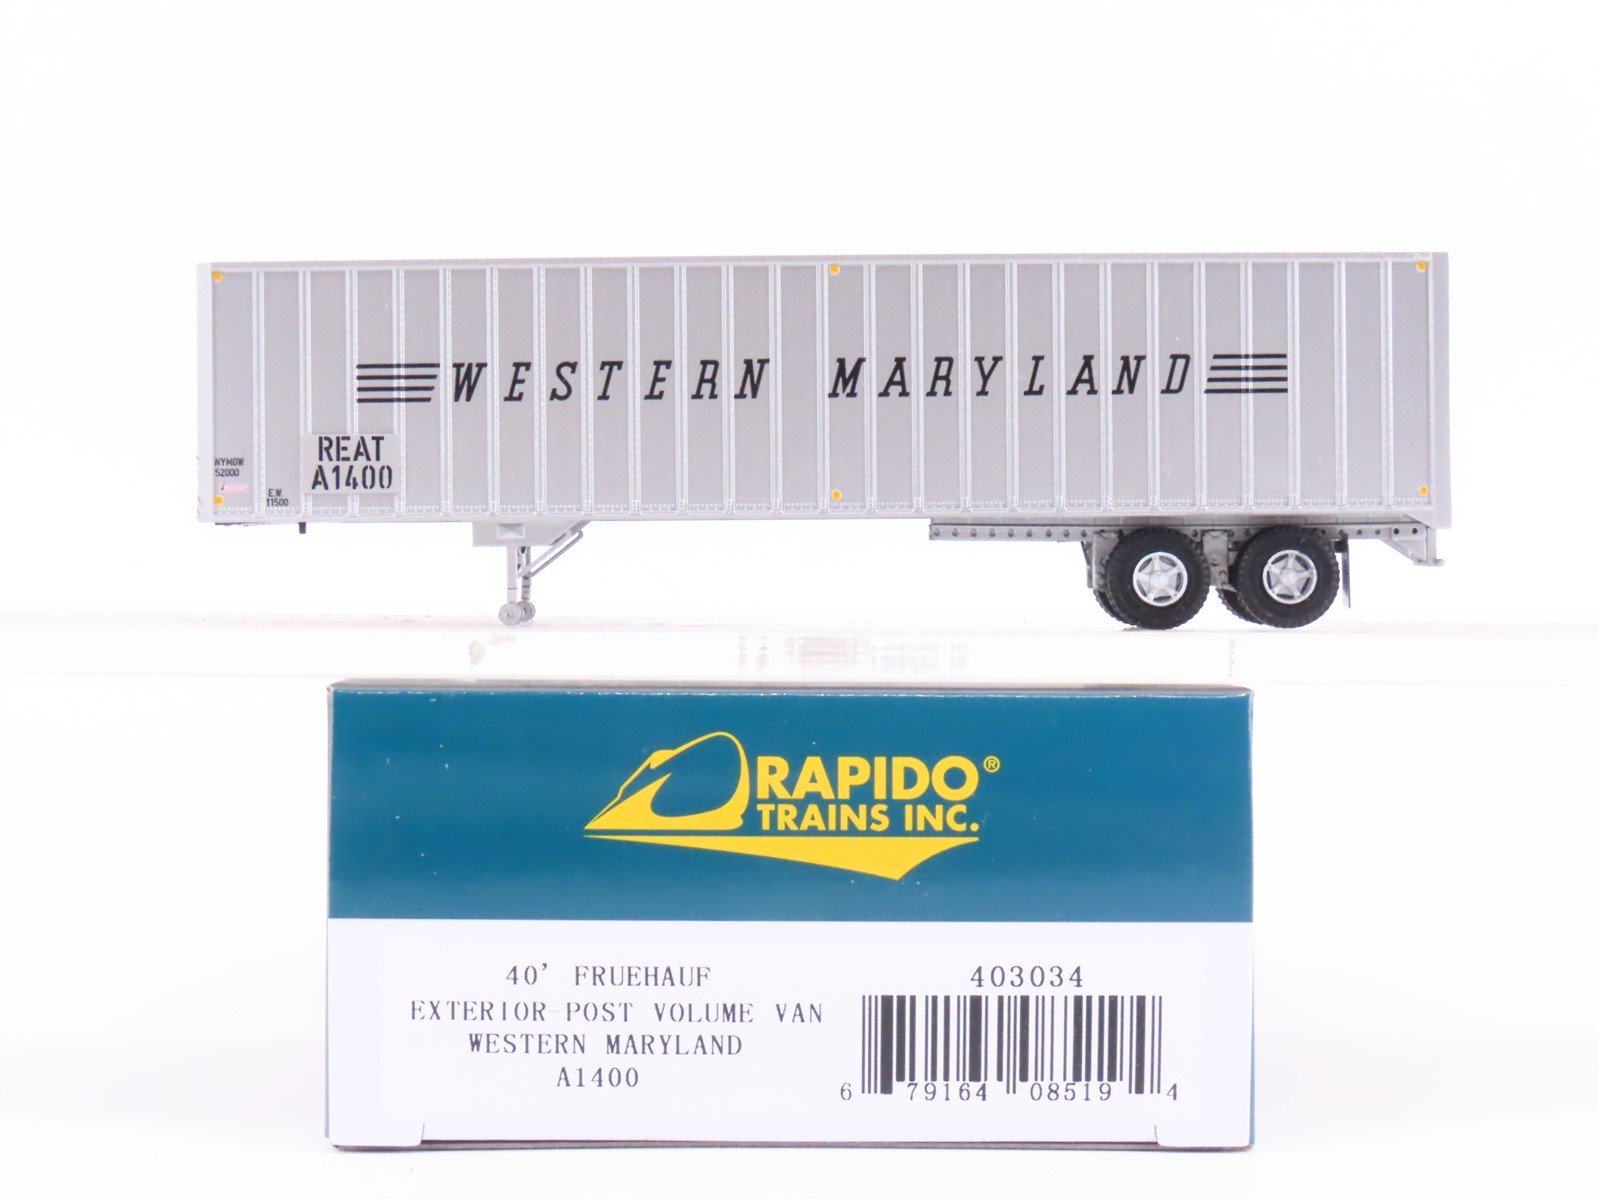 WESTERN MARYLAND
REAT
A1400
NYMGW
52000
E.W.
11500
RAPIDO®
TRAINS INC.
40' FRUEHAUF
EXTERIOR-POST VOLUME VAN
WESTERN MARYLAND
A1400
403034
6 79164 08519 4